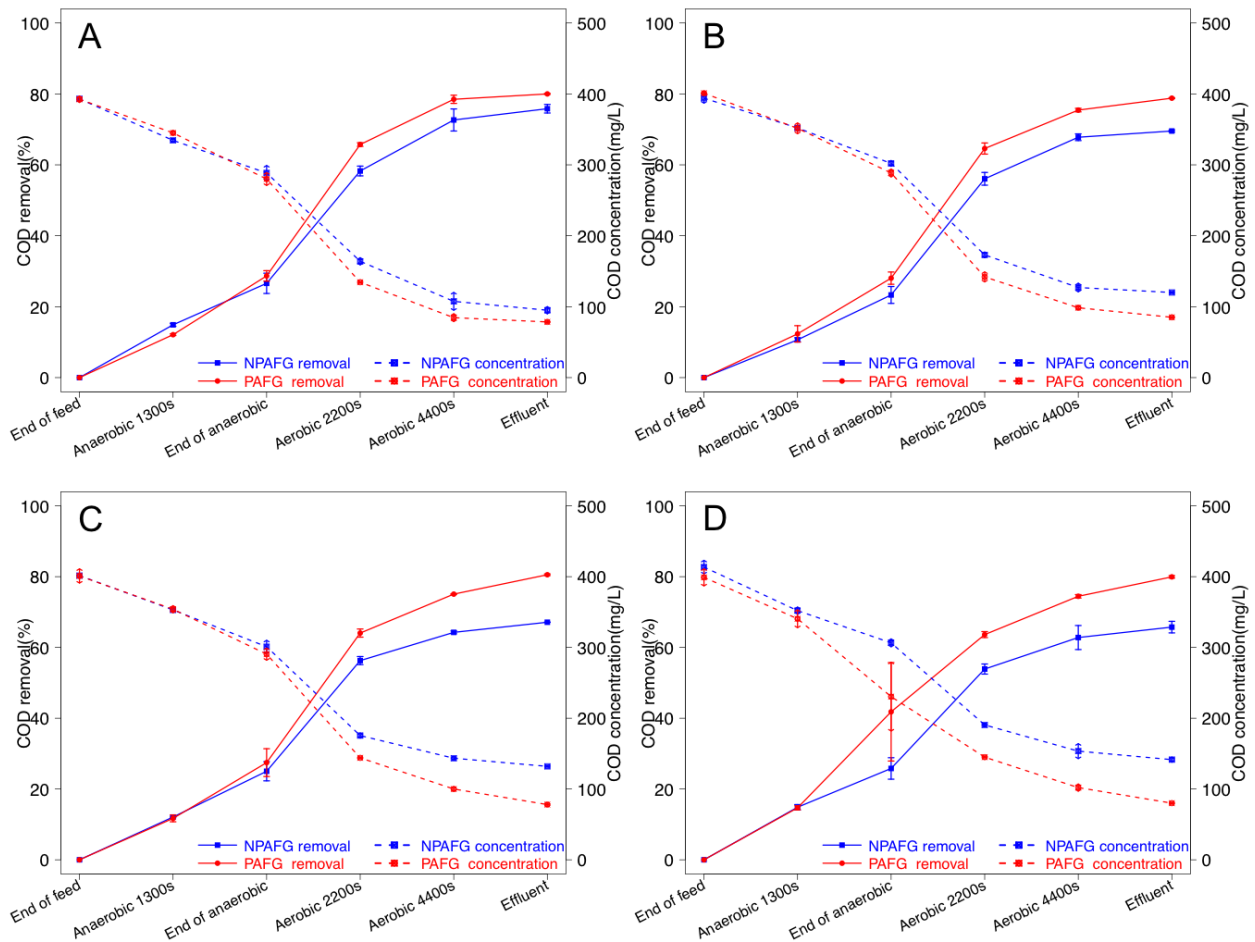 A
100
80
60
40
20
0
COD removal(%)
500
400
300
200
100
0
COD concentration(mg/L)
NPAFG removal
NPAFG concentration
PAFG removal
PAFG concentration
End of feed
Anaerobic 1300s
End of anaerobic
Aerobic 2200s
Aerobic 4400s
Effluent
B
100
80
60
40
20
0
COD removal(%)
500
400
300
200
100
0
COD concentration(mg/L)
NPAFG removal
NPAFG concentration
PAFG removal
PAFG concentration
End of feed
Anaerobic 1300s
End of anaerobic
Aerobic 2200s
Aerobic 4400s
Effluent
C
100
80
60
40
20
0
COD removal(%)
500
400
300
200
100
0
COD concentration(mg/L)
NPAFG removal
NPAFG concentration
PAFG removal
PAFG concentration
End of feed
Anaerobic 1300s
End of anaerobic
Aerobic 2200s
Aerobic 4400s
Effluent
D
100
80
60
40
20
0
COD removal(%)
500
400
300
200
100
0
COD concentration(mg/L)
NPAFG removal
NPAFG concentration
PAFG removal
PAFG concentration
End of feed
Anaerobic 1300s
End of anaerobic
Aerobic 2200s
Aerobic 4400s
Effluent